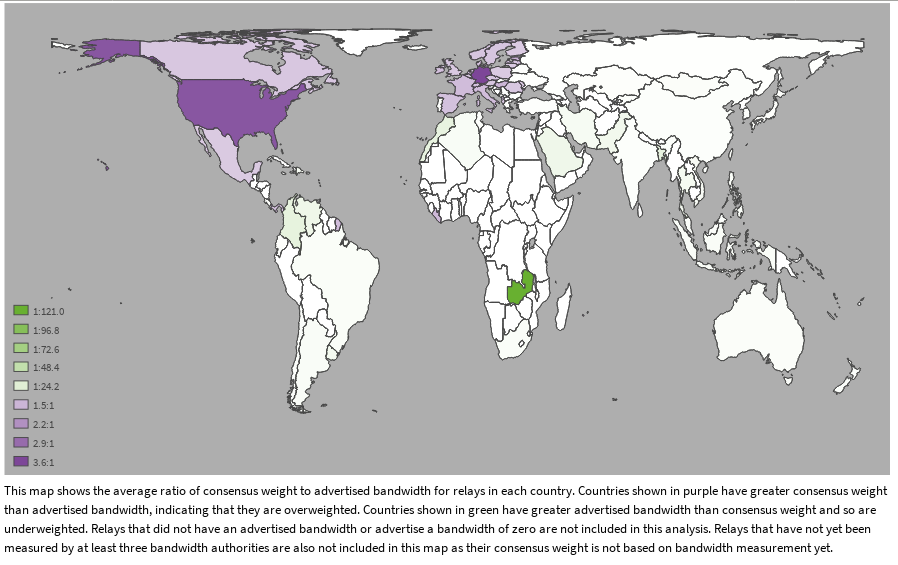 1:121.0
1:96.8
1:72.6
1:48.4
1:24.2
1.5:1
2.2:1
2.9:1
3.6:1
This map shows the average ratio of consensus weight to advertised bandwidth for relays in each country. Countries shown in purple have greater consensus weight
than advertised bandwidth, indicating that they are overweighted. Countries shown in green have greater advertised bandwidth than consensus weight and so are
underweighted. Relays that did not have an advertised bandwidth or advertise a bandwidth of zero are not included in this analysis. Relays that have not yet been
measured by at least three bandwidth authorities are also not included in this map as their consensus weight is not based on bandwidth measurement yet.